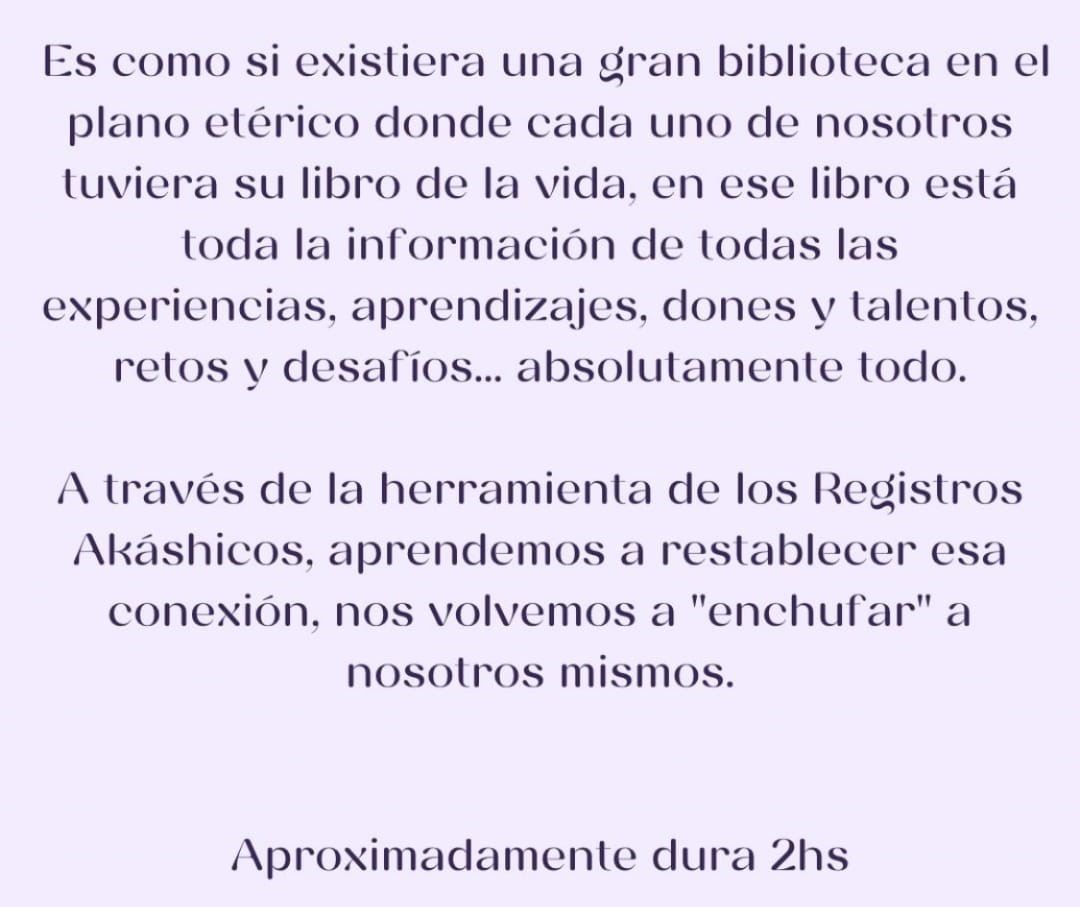 Es como si existiera una gran biblioteca en el
plano etérico donde cada uno de nosotros
tuviera su libro de la vida, en ese libro está
toda la información de todas las
experiencias, aprendizajes, dones y talentos,
retos y desafíos... absolutamente todo.
A través de la herramienta de los Registros
Akáshicos, aprendemos a restablecer esa
conexión, nos volvemos a "enchufar" a
nosotros mismos.
Aproximadamente dura 2hs